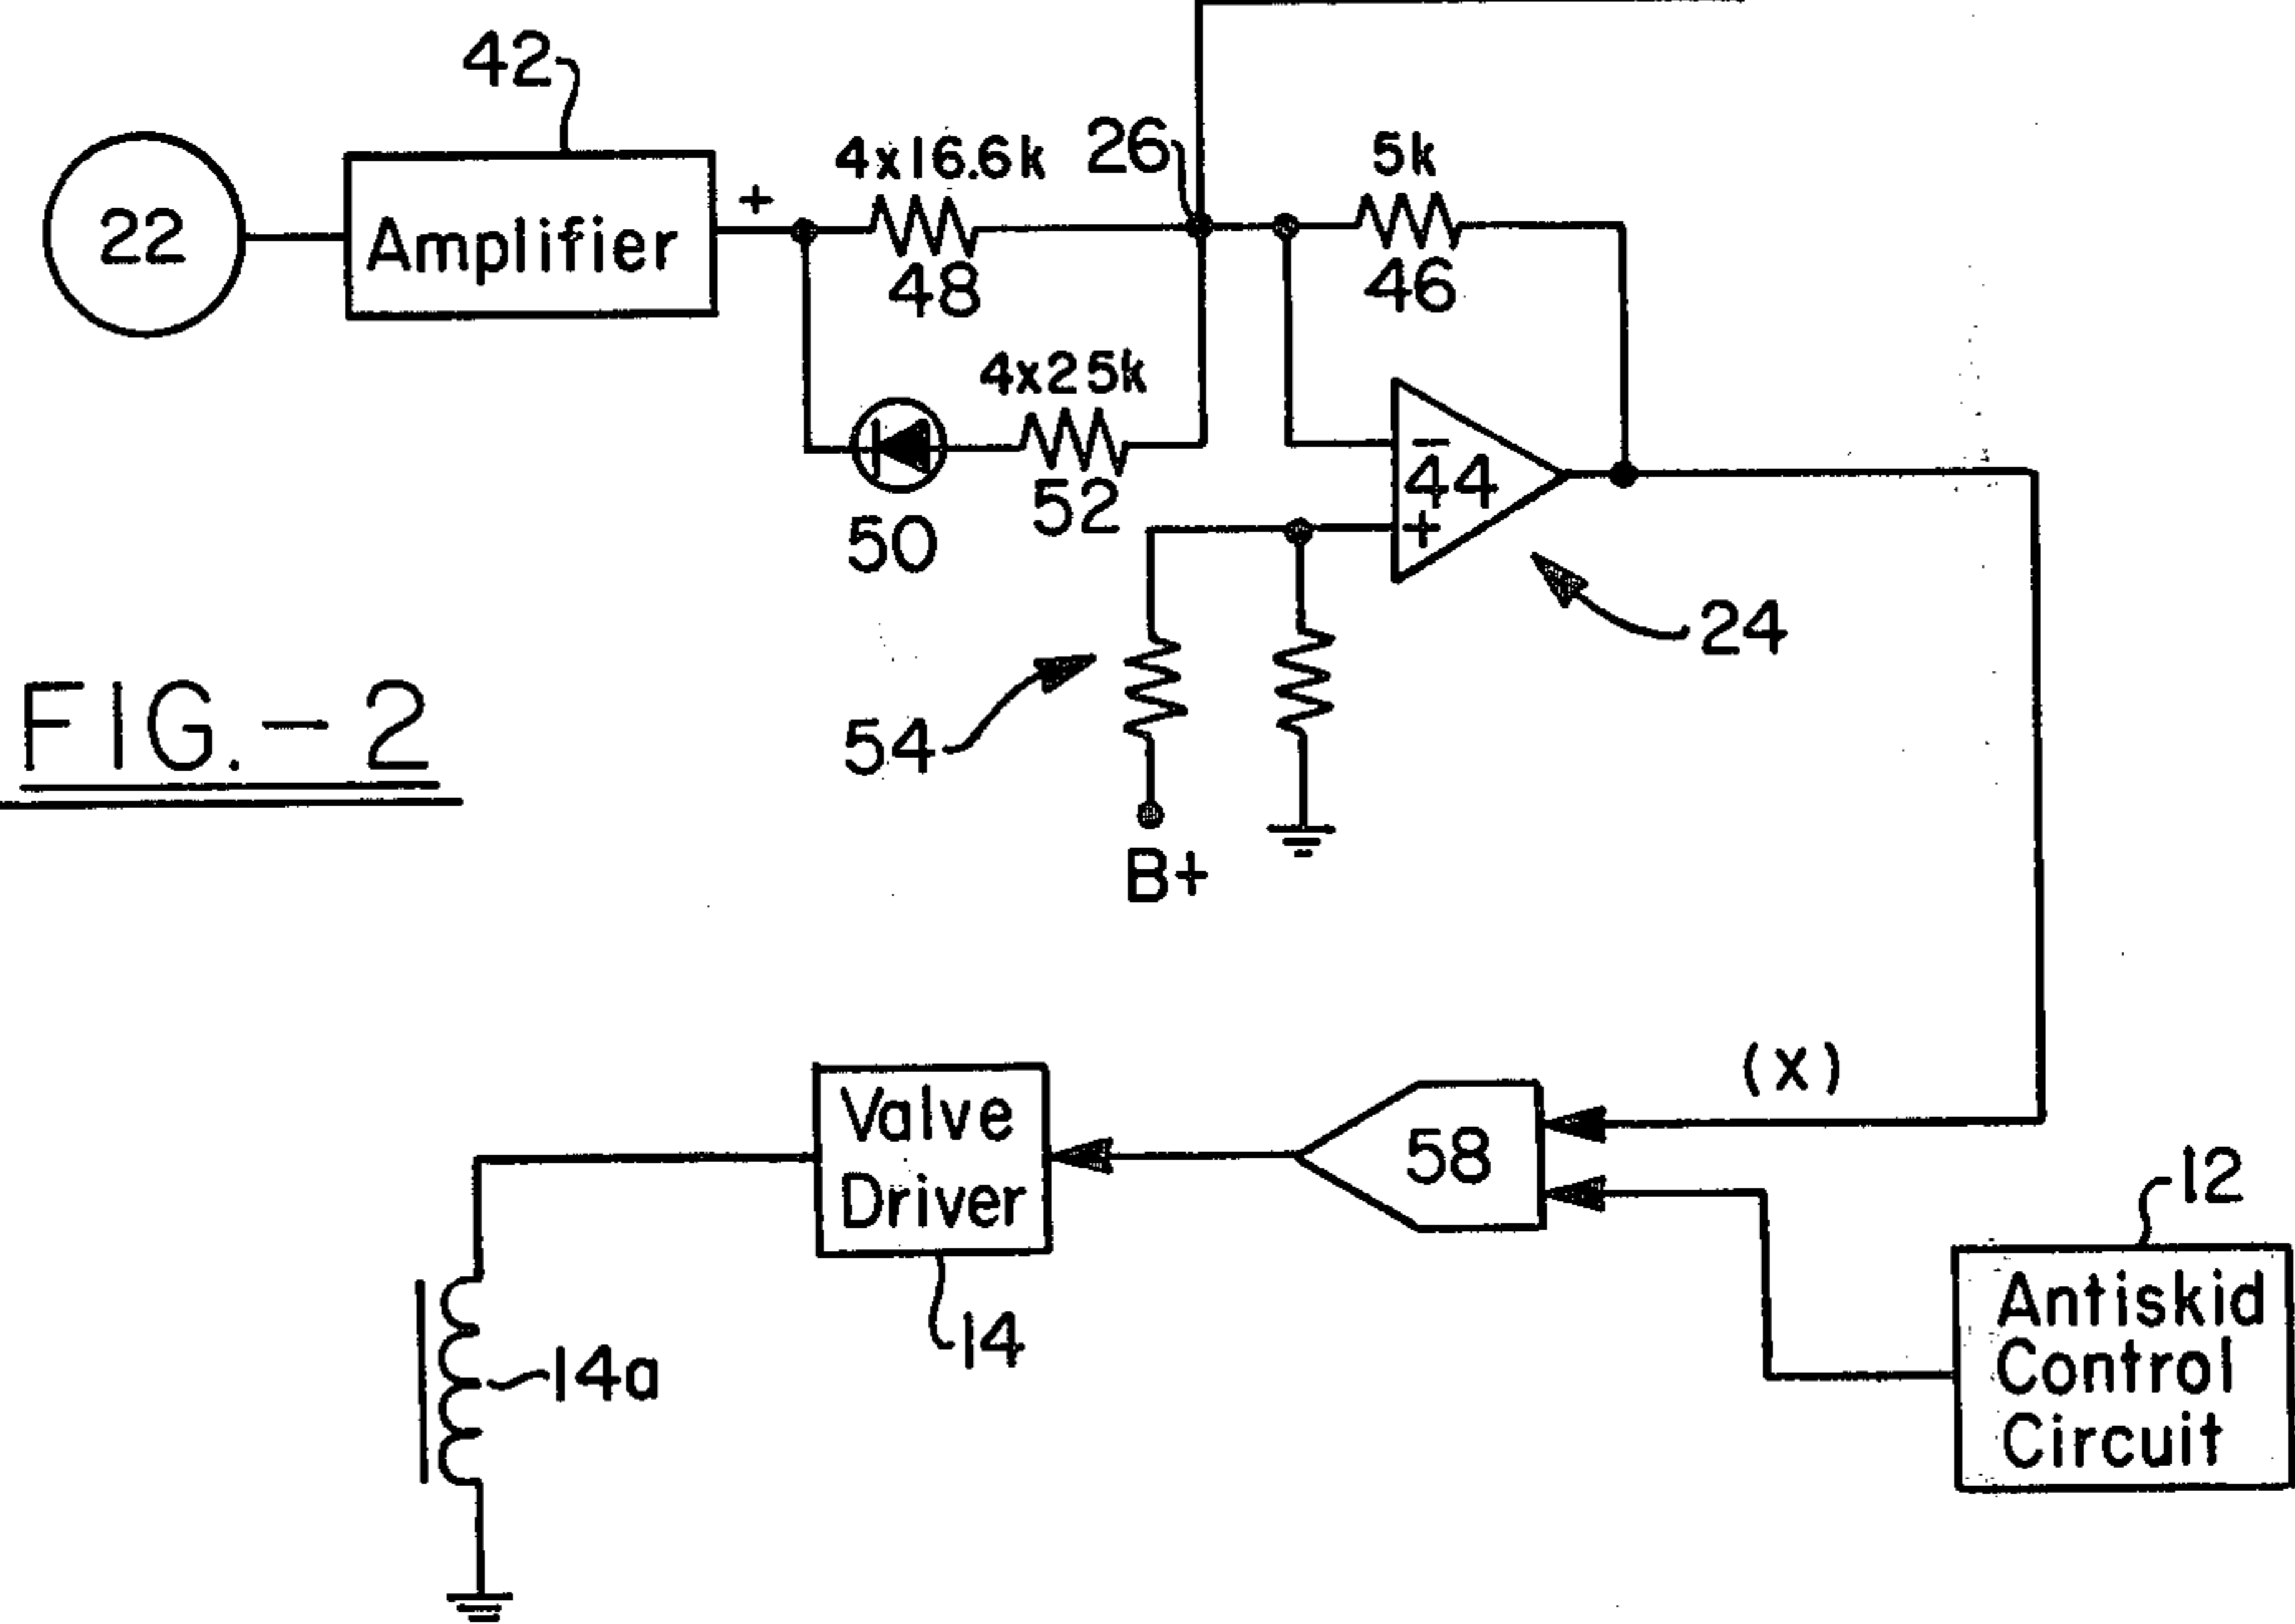 42
22
Amplifier
+
4x16.6k
48
26
5k
46
4x25k
52
50
−
44
+
24
54
B+
FIG.-2
(x)
58
Valve
Driver
14
14a
12
Antiskid
Control
Circuit